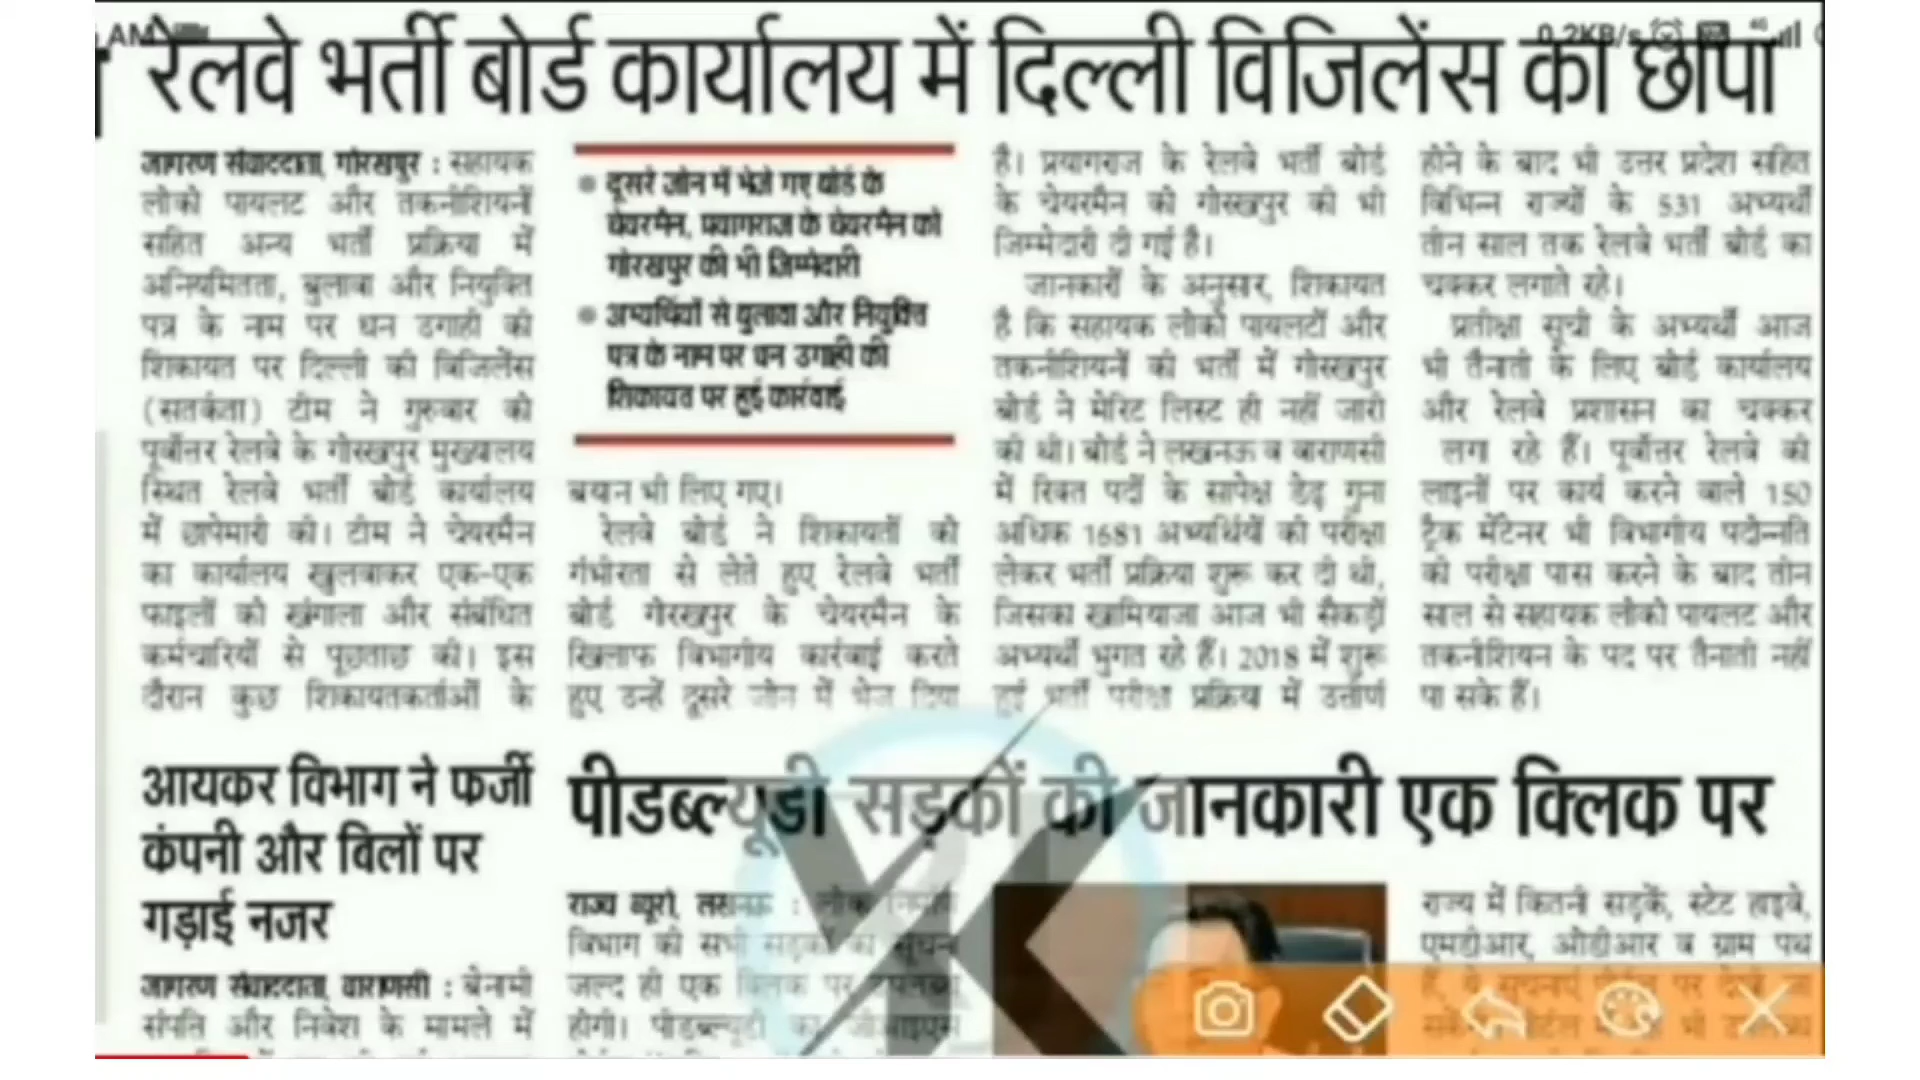 AM
0.2KB/s
4G
रेलवे भर्ती बोर्ड कार्यालय में दिल्ली विजिलेंस का छापा
जागरण संवाददाता, गोरखपुर : सहायक
लोको पायलट और तकनीशियनों
सहित अन्य भर्ती प्रक्रिया में
अनियमितता, बुलावा और नियुक्ति
पत्र के नाम पर धन उगाही की
शिकायत पर दिल्ली की विजिलेंस
(सतर्कता) टीम ने गुरुवार को
पूर्वोत्तर रेलवे के गोरखपुर मुख्यालय
स्थित रेलवे भर्ती बोर्ड कार्यालय
में छापेमारी की। टीम ने चेयरमैन
का कार्यालय खुलवाकर एक-एक
फाइलों को खंगाला और संबंधित
कर्मचारियों से पूछताछ की। इस
दौरान कुछ शिकायतकर्ताओं के
दूसरे जोन में भेजे गए बोर्ड के
चेयरमैन, प्रयागराज के चेयरमैन को
गोरखपुर की भी जिम्मेदारी
अभ्यर्थियों से बुलावा और नियुक्ति
पत्र के नाम पर धन उगाही की
शिकायत पर हुई कार्रवाई
बयान भी लिए गए।
रेलवे बोर्ड ने शिकायतों को
गंभीरता से लेते हुए रेलवे भर्ती
बोर्ड गोरखपुर के चेयरमैन के
खिलाफ विभागीय कार्रवाई करते
हुए उन्हें दूसरे जोन में भेज दिया
है। प्रयागराज के रेलवे भर्ती बोर्ड
के चेयरमैन को गोरखपुर की भी
जिम्मेदारी दी गई है।
जानकारों के अनुसार, शिकायत
है कि सहायक लोको पायलटों और
तकनीशियनों की भर्ती में गोरखपुर
बोर्ड ने मेरिट लिस्ट ही नहीं जारी
की थी। बोर्ड ने लखनऊ व वाराणसी
में रिक्त पदों के सापेक्ष डेढ़ गुना
अधिक 1681 अभ्यर्थियों की परीक्षा
लेकर भर्ती प्रक्रिया शुरू कर दी थी,
जिसका खामियाजा आज भी सैकड़ों
अभ्यर्थी भुगत रहे हैं। 2018 में शुरू
हुई भर्ती परीक्षा प्रक्रिया में उत्तीर्ण
होने के बाद भी उत्तर प्रदेश सहित
विभिन्न राज्यों के 531 अभ्यर्थी
तीन साल तक रेलवे भर्ती बोर्ड का
चक्कर लगाते रहे।
प्रतीक्षा सूची के अभ्यर्थी आज
भी तैनाती के लिए बोर्ड कार्यालय
और रेलवे प्रशासन का चक्कर
लगा रहे हैं। पूर्वोत्तर रेलवे की
लाइनों पर कार्य करने वाले 150
ट्रैक मेंटेनर भी विभागीय पदोन्नति
की परीक्षा पास करने के बाद तीन
साल से सहायक लोको पायलट और
तकनीशियन के पद पर तैनाती नहीं
पा सके हैं।
आयकर विभाग ने फर्जी
कंपनी और बिलों पर
गड़ाई नजर
जागरण संवाददाता, वाराणसी : बेनामी
संपत्ति और निवेश के मामले में
पीडब्ल्यूडी सड़कों की जानकारी एक क्लिक पर
राज्य ब्यूरो, लखनऊ : लोक निर्माण
विभाग की सभी सड़कों की सूचना
जल्द ही एक क्लिक पर उपलब्ध
होगी। पीडब्ल्यूडी का जीआइएस
राज्य में कितनी सड़कें, स्टेट हाइवे,
एमडीआर, ओडीआर व ग्राम पथ